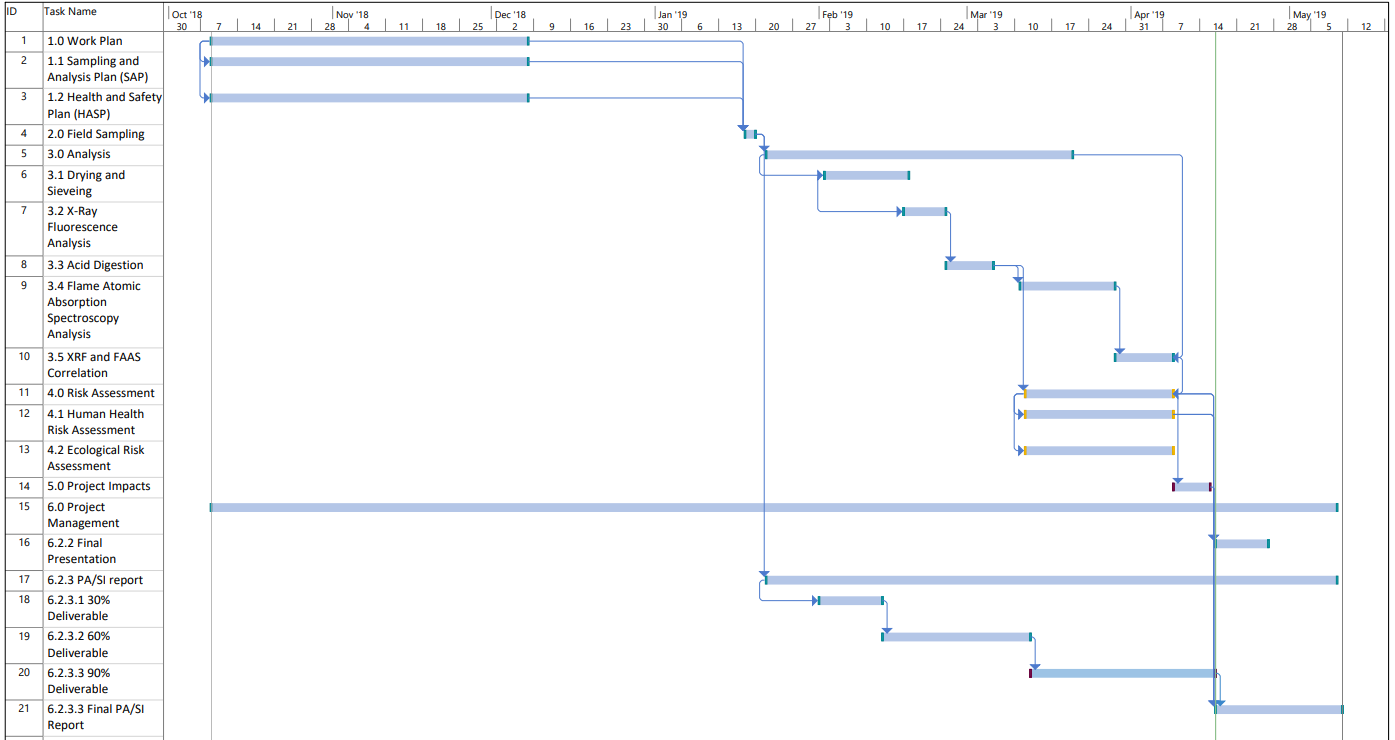 ID Task Name Oct '18 Nov '18 Dec '18 Jan '19 Feb '19 Mar '19 Apr '19 May '19
30 7 14 21 28 4 11 18 25 2 9 16 23 30 6 13 20 27 3 10 17 24 3 10 17 24 31 7 14 21 28 5 12
1 1.0 Work Plan
2 1.1 Sampling and
Analysis Plan (SAP)
3 1.2 Health and Safety
Plan (HASP)
4 2.0 Field Sampling
5 3.0 Analysis
6 3.1 Drying and
Sieveing
7 3.2 X-Ray
Fluorescence
Analysis
8 3.3 Acid Digestion
9 3.4 Flame Atomic
Absorption
Spectroscopy
Analysis
10 3.5 XRF and FAAS
Correlation
11 4.0 Risk Assessment
12 4.1 Human Health
Risk Assessment
13 4.2 Ecological Risk
Assessment
14 5.0 Project Impacts
15 6.0 Project
Management
16 6.2.2 Final
Presentation
17 6.2.3 PA/SI report
18 6.2.3.1 30%
Deliverable
19 6.2.3.2 60%
Deliverable
20 6.2.3.3 90%
Deliverable
21 6.2.3.3 Final PA/SI
Report